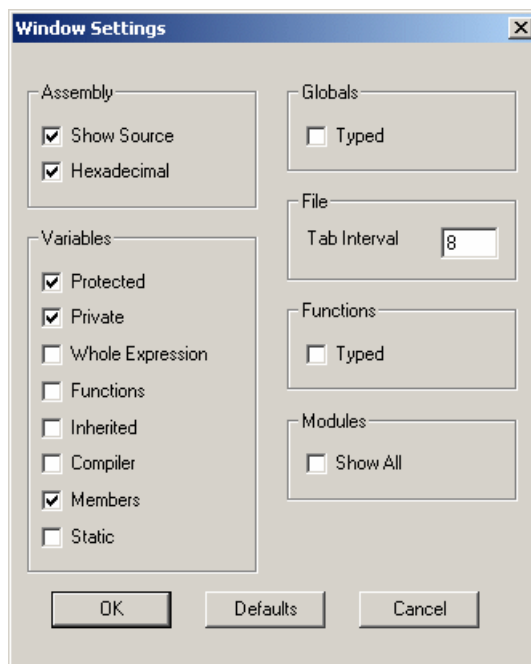 Window Settings
Assembly
Show Source
Hexadecimal
Variables
Protected
Private
Whole Expression
Functions
Inherited
Compiler
Members
Static
Globals
Typed
File
Tab Interval 8
Functions
Typed
Modules
Show All
OK Defaults Cancel